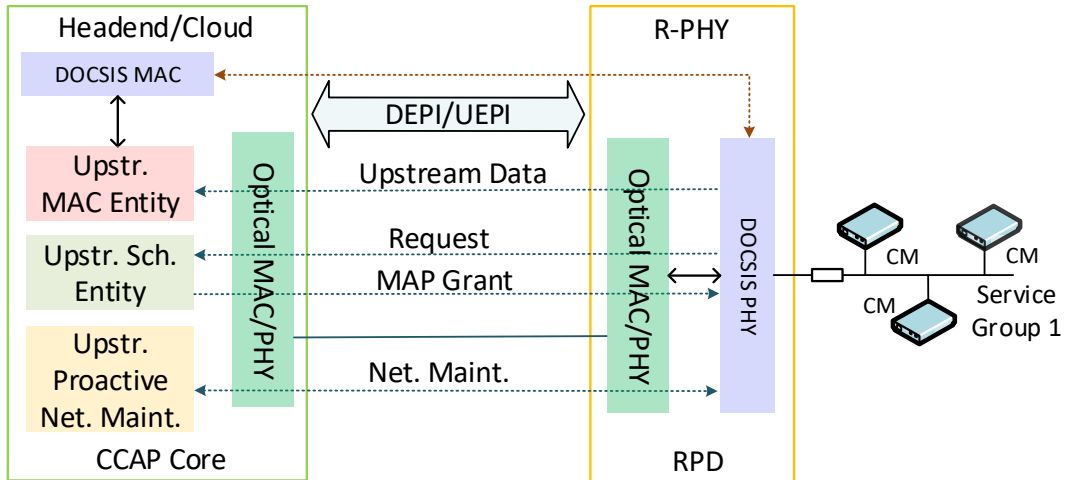 Headend/Cloud
R-PHY
DOCSIS MAC
DEPI/UEPI
Upstr.
MAC Entity
Optical MAC/PHY
Upstream Data
Optical MAC/PHY
DOCSIS PHY
Upstr. Sch.
Entity
Request
MAP Grant
CM
CM
CM
Service
Group 1
Upstr.
Proactive
Net. Maint.
Net. Maint.
CCAP Core
RPD